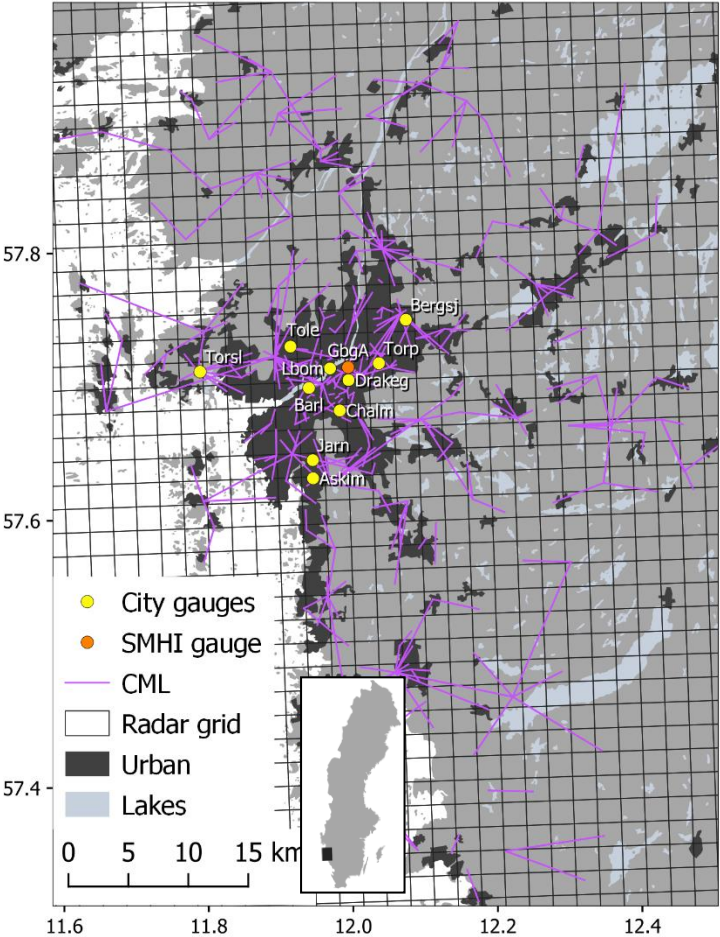 57.8
Bergsj
Tole
GbgA
Torp
Torsl
Lbom
Drakeg
Barl
Chalm
Jarn
Askim
57.6
City gauges
SMHI gauge
CML
Radar grid
Urban
Lakes
57.4
0 5 10 15 km
11.6 11.8 12.0 12.2 12.4